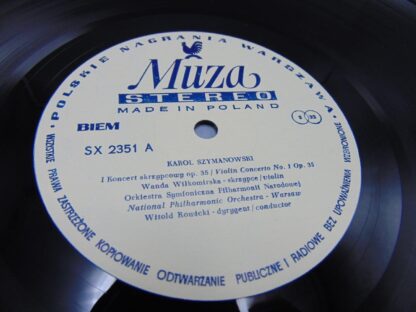 POLSKIE NAGRANIA WARSZAWA
Muza
STEREO
MADE IN POLAND
BIEM
SX 2351 A
KAROL SZYMANOWSKI
I Koncert skrzypcowy op. 35 / Violin Concerto No. 1 Op. 35
Wanda Wiłkomirska - skrzypce / violin
Orkiestra Symfoniczna Filharmonii Narodowej
National Philharmonic Orchestra - Warsaw
Witold Rowicki - dyrygent / conductor
WSZELKIE PRAWA ZASTRZEŻONE KOPIOWANIE ODTWARZANIE PUBLICZNE I RADIOWE BEZ UPOWAŻNIENIA WZBRONIONE